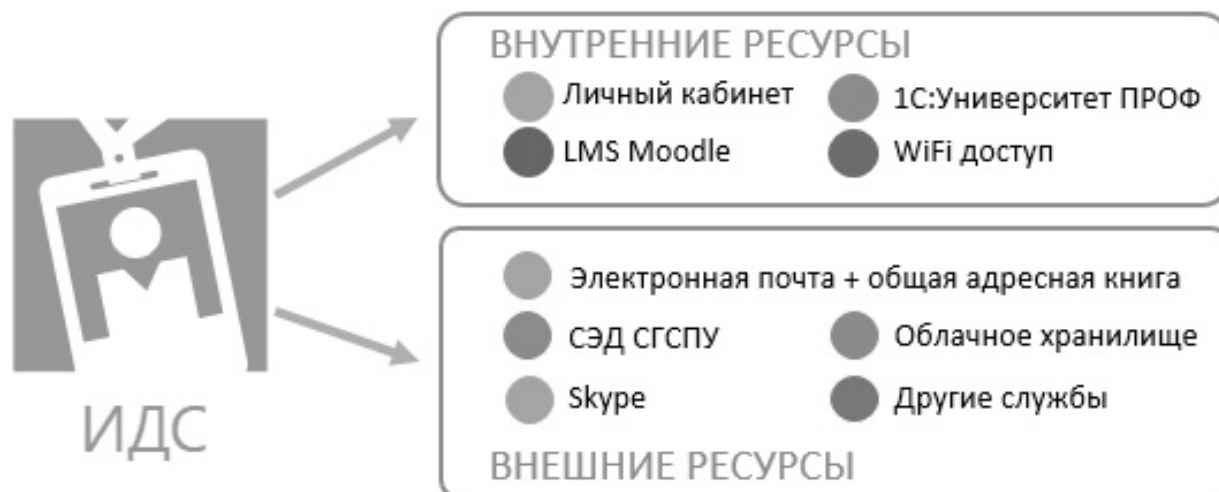 ВНУТРЕННИЕ РЕСУРСЫ
Личный кабинет
1С:Университет ПРОФ
LMS Moodle
WiFi доступ
ИДС
Электронная почта + общая адресная книга
СЭД СГСПУ
Облачное хранилище
Skype
Другие службы
ВНЕШНИЕ РЕСУРСЫ